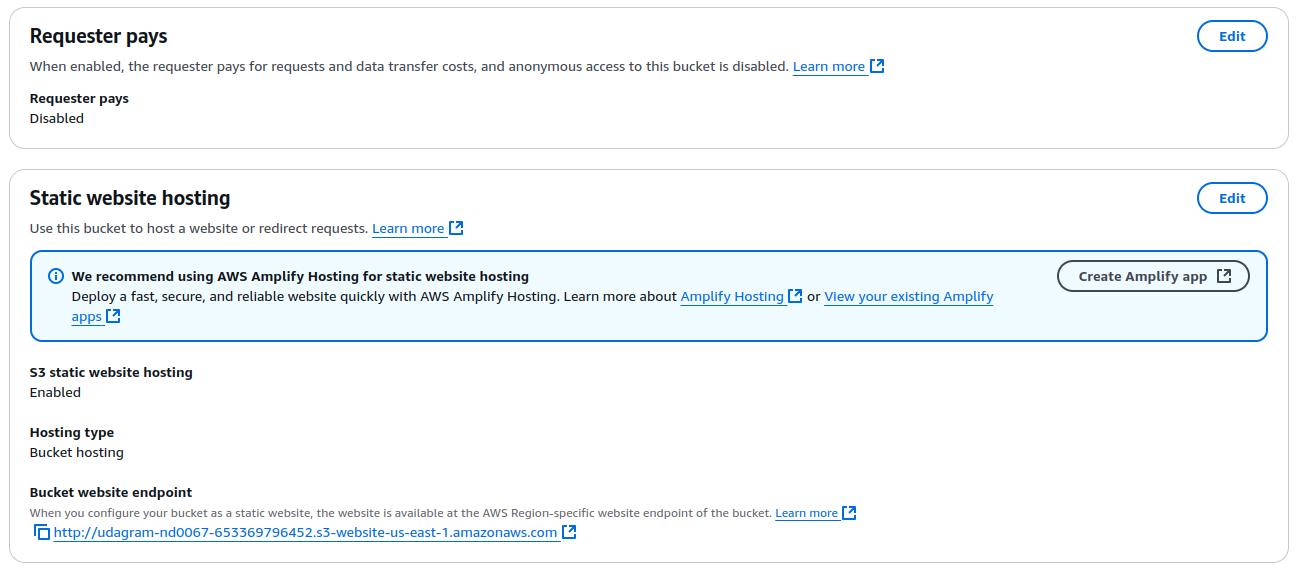 Requester pays
Edit
When enabled, the requester pays for requests and data transfer costs, and anonymous access to this bucket is disabled. Learn more
Requester pays
Disabled
Static website hosting
Edit
Use this bucket to host a website or redirect requests. Learn more
We recommend using AWS Amplify Hosting for static website hosting
Create Amplify app
Deploy a fast, secure, and reliable website quickly with AWS Amplify Hosting. Learn more about Amplify Hosting or View your existing Amplify
apps
S3 static website hosting
Enabled
Hosting type
Bucket hosting
Bucket website endpoint
When you configure your bucket as a static website, the website is available at the AWS Region-specific website endpoint of the bucket. Learn more
http://udagram-nd0067-653369796452.s3-website-us-east-1.amazonaws.com